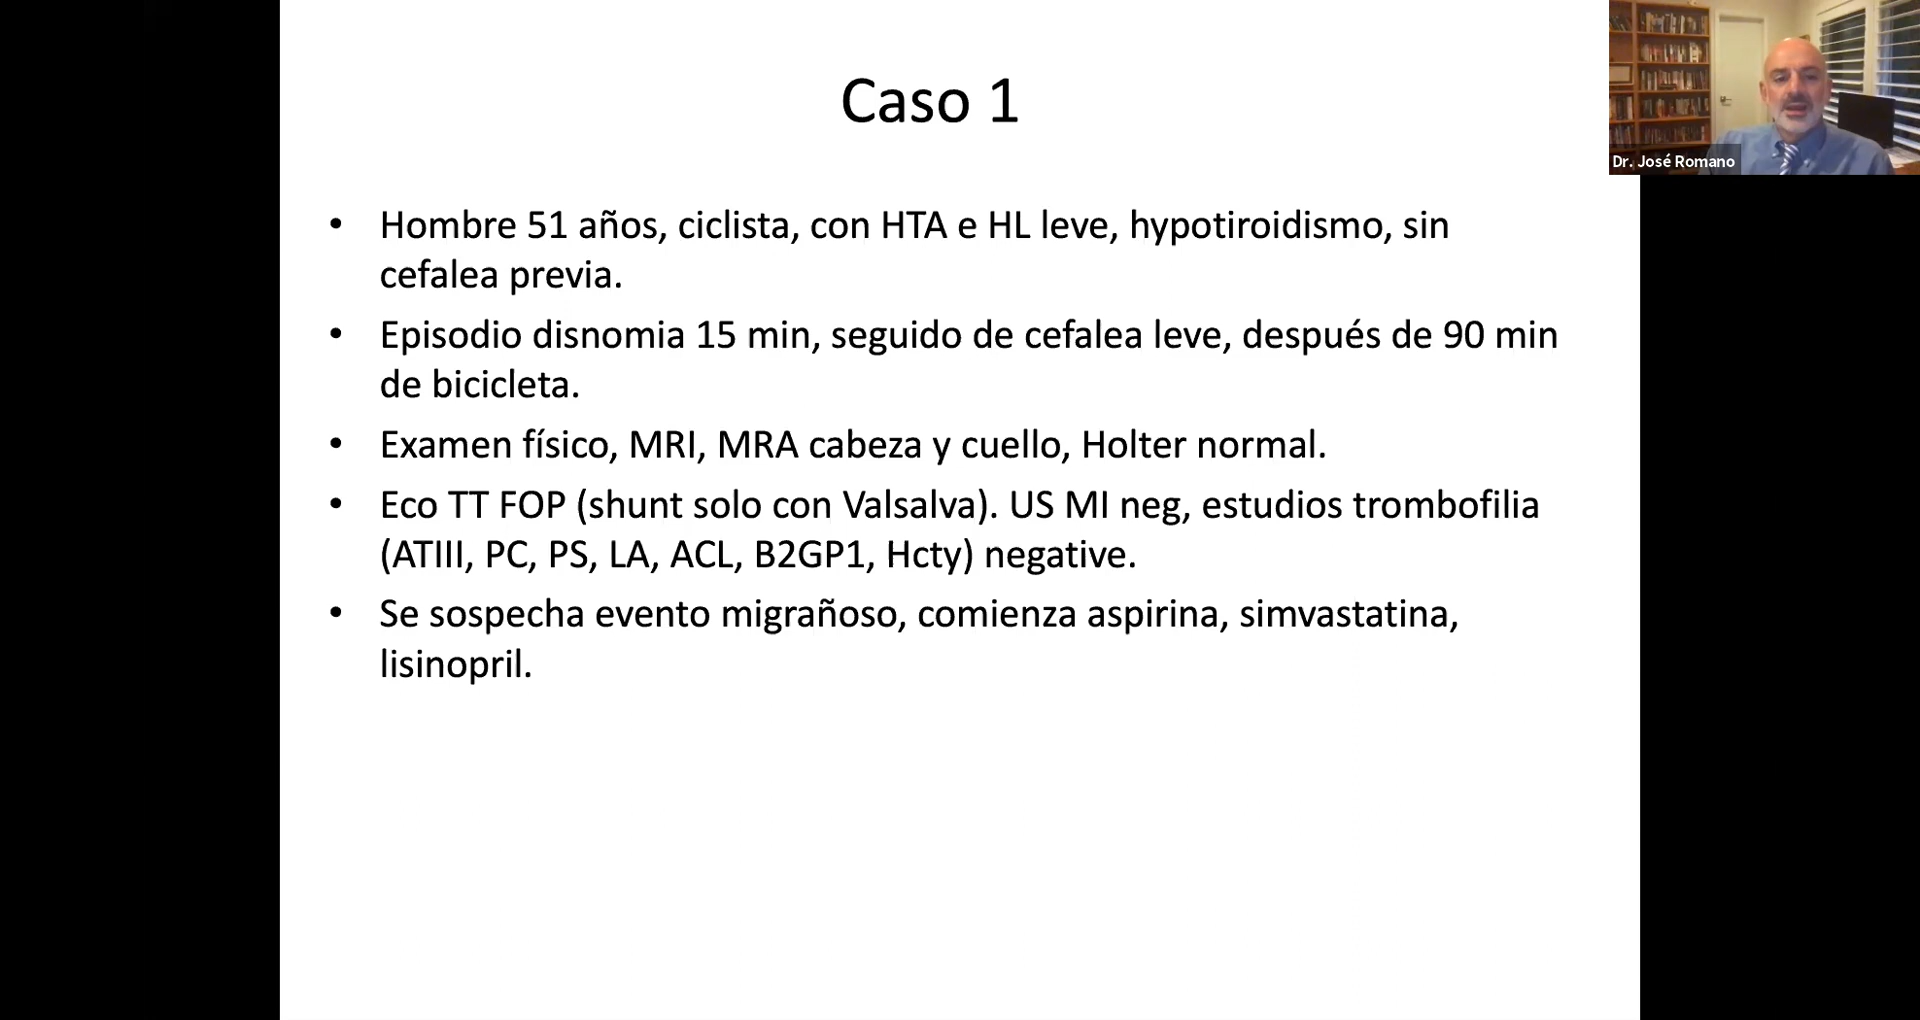 Caso 1
Dr. José Romano
• Hombre 51 años, ciclista, con HTA e HL leve, hypotiroidismo, sin
cefalea previa.
• Episodio disnomia 15 min, seguido de cefalea leve, después de 90 min
de bicicleta.
• Examen físico, MRI, MRA cabeza y cuello, Holter normal.
• Eco TT FOP (shunt solo con Valsalva). US MI neg, estudios trombofilia
(ATIII, PC, PS, LA, ACL, B2GP1, Hcty) negative.
• Se sospecha evento migrañoso, comienza aspirina, simvastatina,
lisinopril.